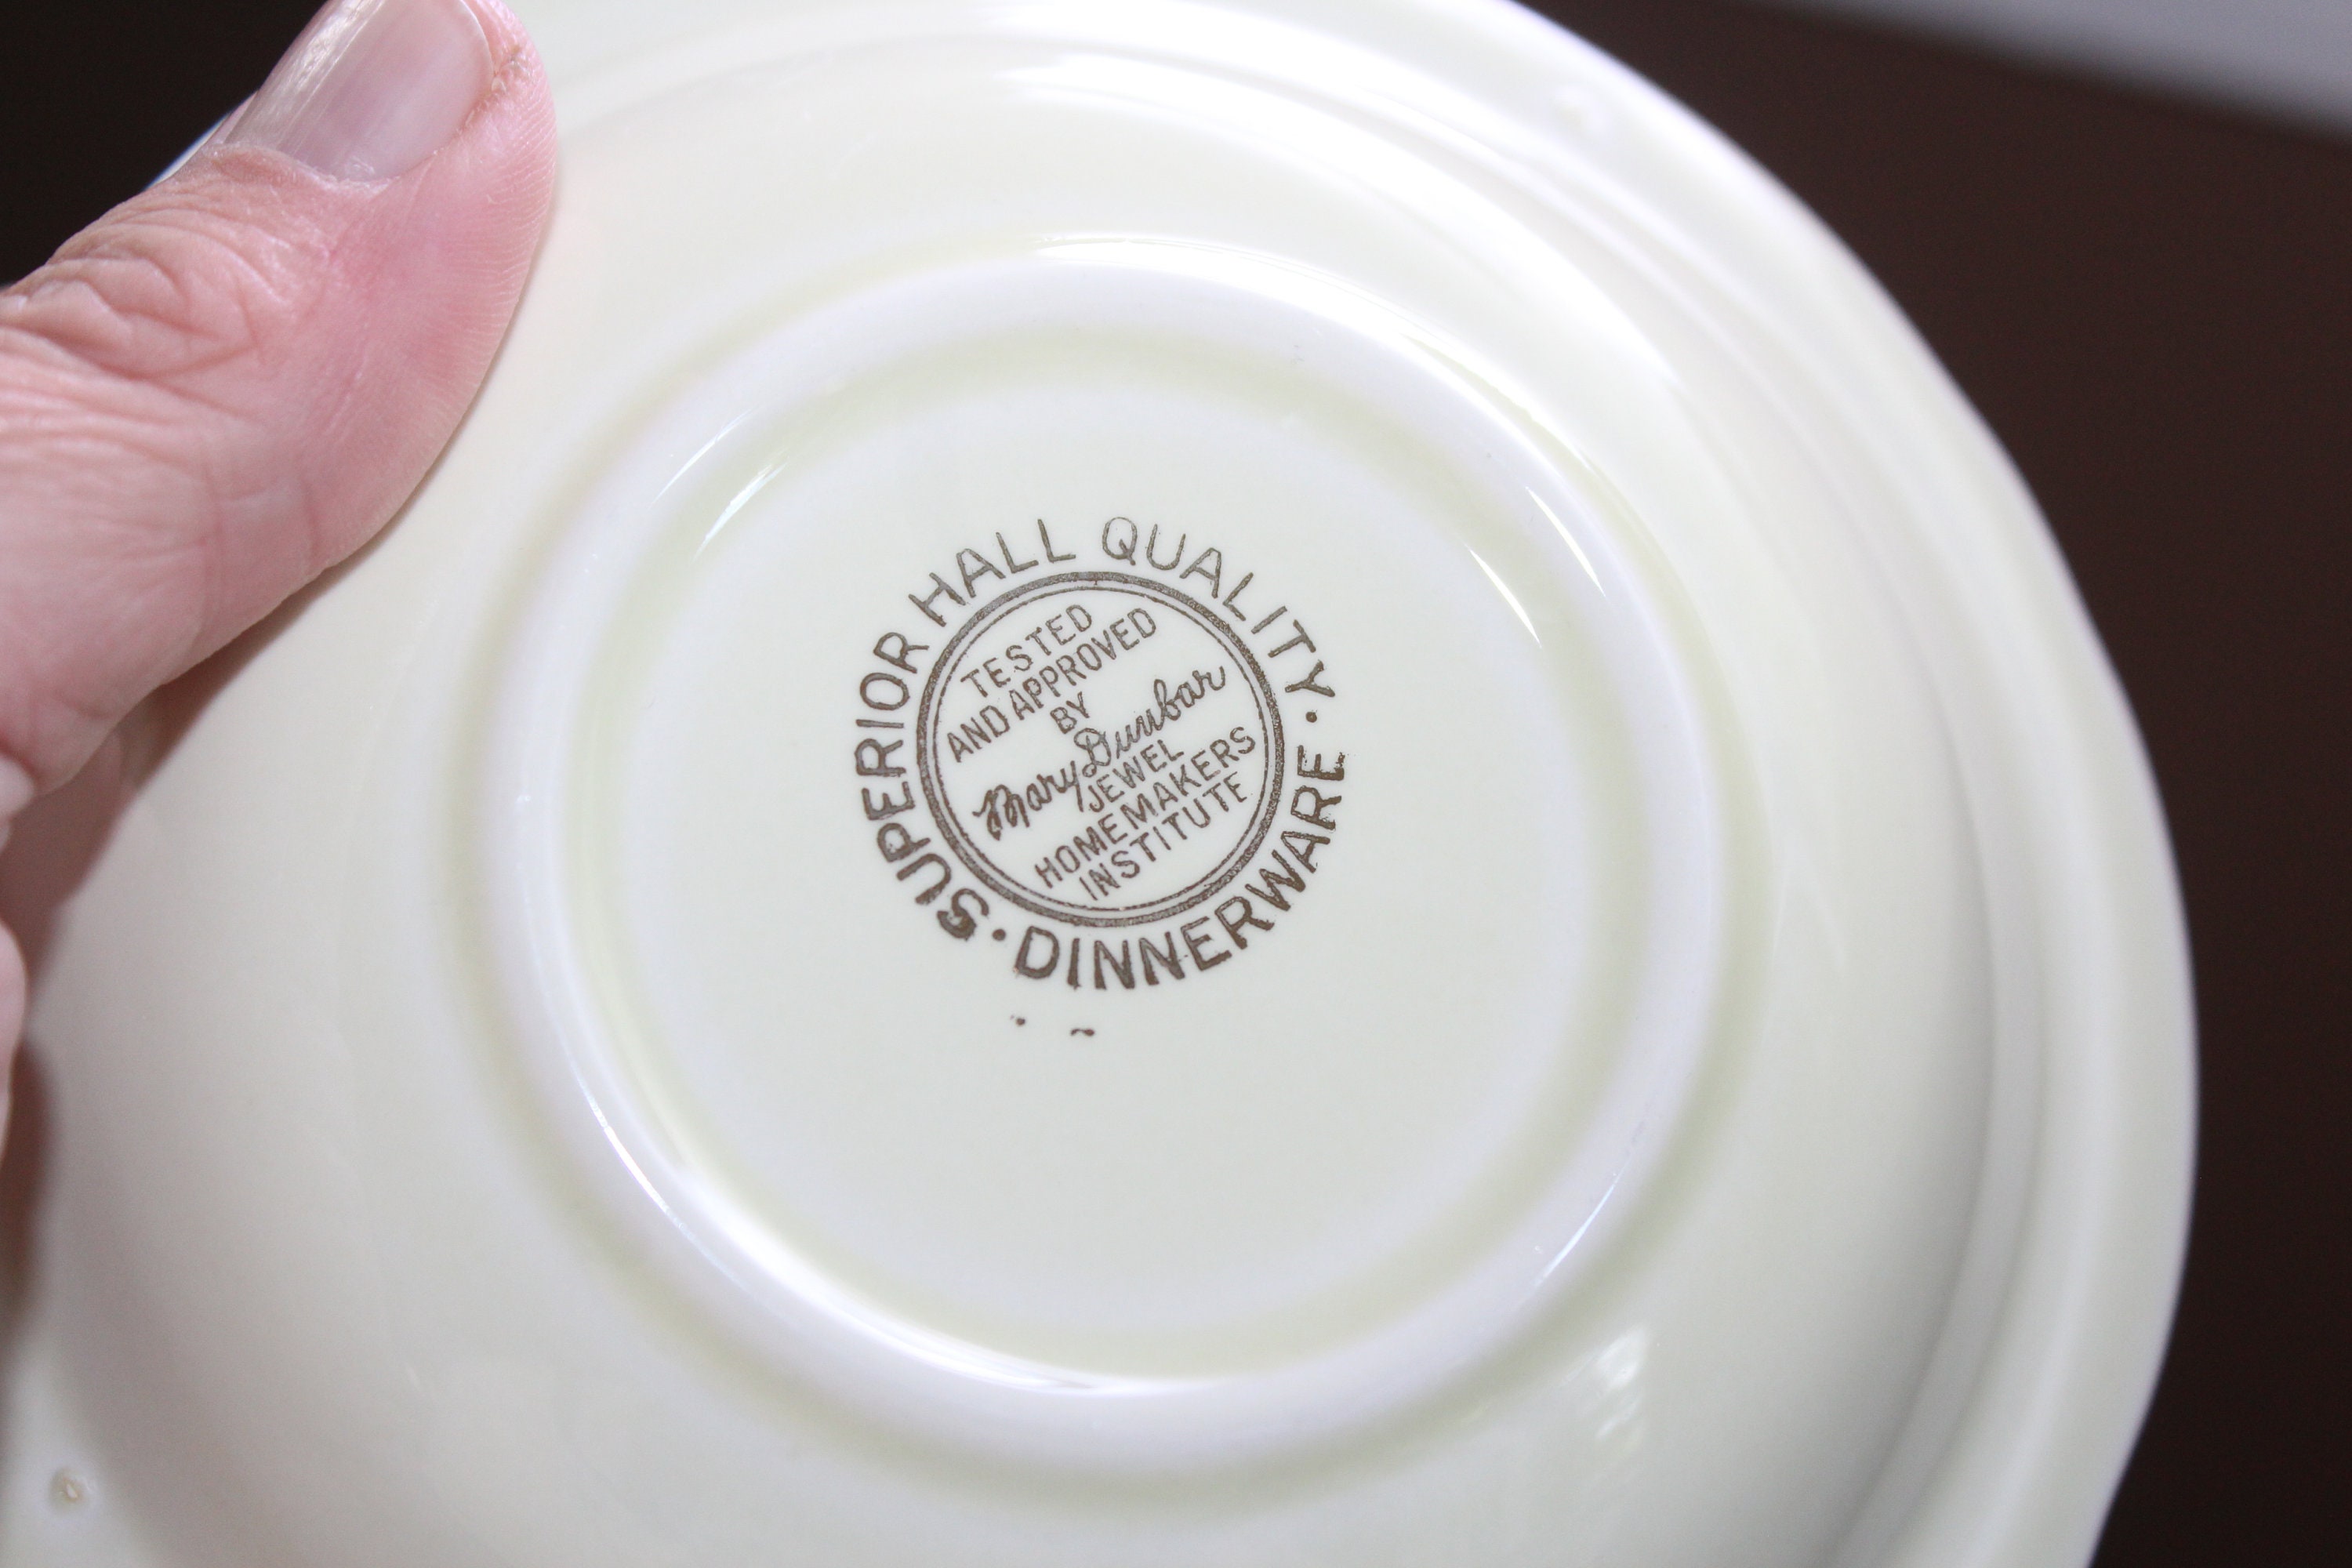 SUPERIOR HALL QUALITY · DINNERWARE ·
TESTED
AND APPROVED
BY
Mary Dunbar
JEWEL
HOMEMAKERS
INSTITUTE